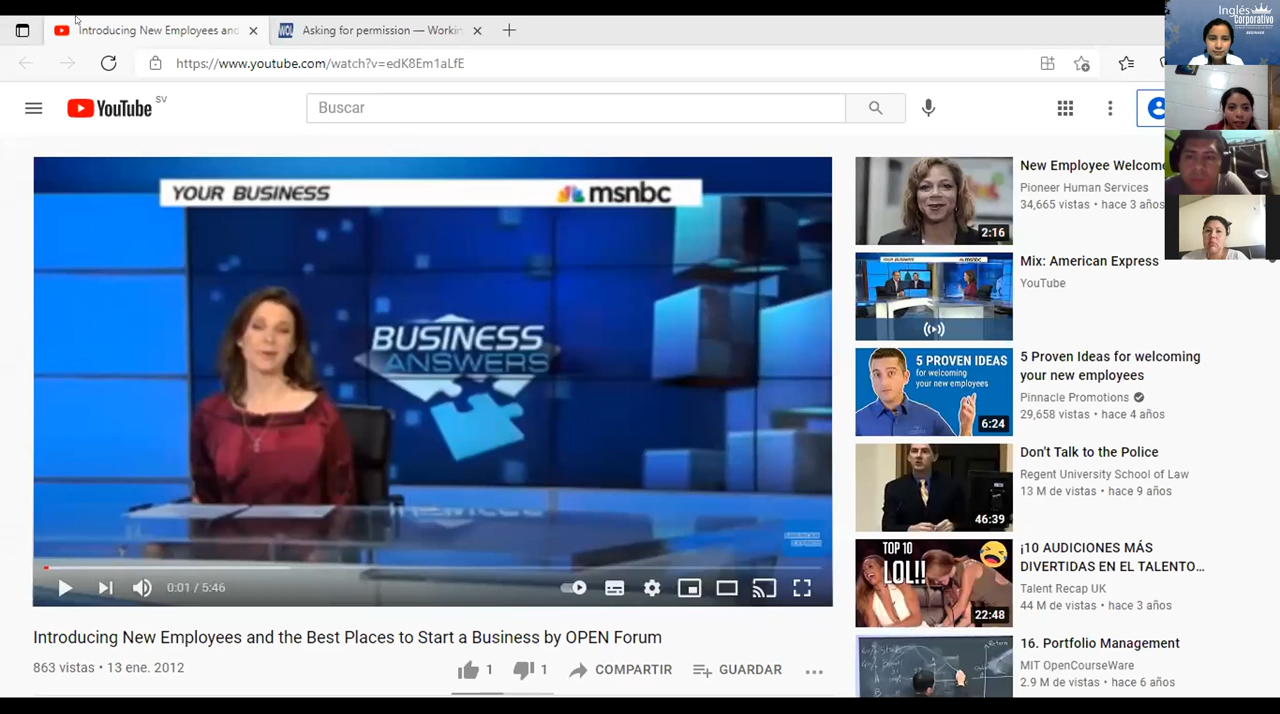 Introducing New Employees and
Asking for permission — Workin
https://www.youtube.com/watch?v=edK8Em1aLfE
YouTube SV
Buscar
YOUR BUSINESS
msnbc
BUSINESS
ANSWERS
0:01 / 5:46
Introducing New Employees and the Best Places to Start a Business by OPEN Forum
863 vistas • 13 ene. 2012
1
1
COMPARTIR
GUARDAR
New Employee Welcome
Pioneer Human Services
34,665 vistas • hace 3 años
2:16
Mix: American Express
YouTube
5 PROVEN IDEAS
for welcoming
your new employees
6:24
5 Proven Ideas for welcoming
your new employees
Pinnacle Promotions
29,658 vistas • hace 4 años
Don't Talk to the Police
Regent University School of Law
13 M de vistas • hace 9 años
46:39
TOP 10
LOL!!
22:48
¡10 AUDICIONES MÁS
DIVERTIDAS EN EL TALENTO...
Talent Recap UK
44 M de vistas • hace 3 años
16. Portfolio Management
MIT OpenCourseWare
2.9 M de vistas • hace 6 años
Inglés
Corporativo